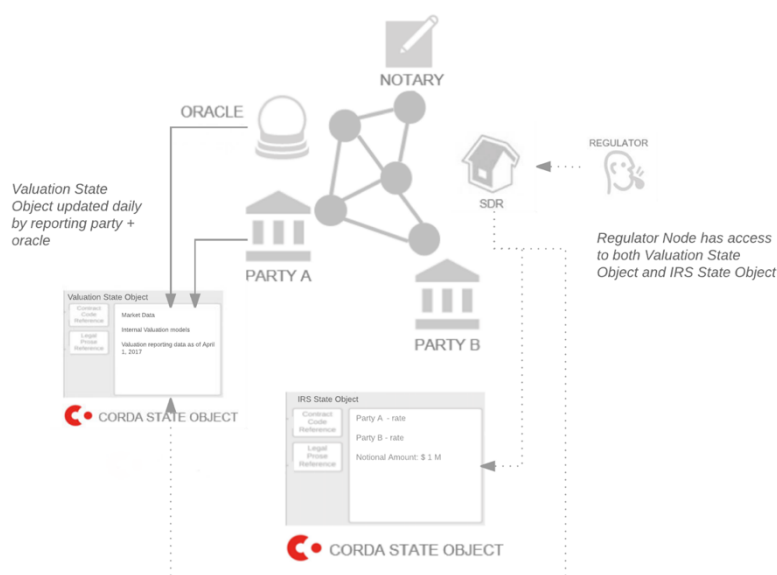 NOTARY
ORACLE
REGULATOR
SDR
Valuation State
Object updated daily
by reporting party +
oracle
Regulator Node has access
to both Valuation State
Object and IRS State Object
PARTY A
PARTY B
Valuation State Object
Contract
Code
Reference
Legal
Prose
Reference
Market Data
Internal Valuation models
Valuation reporting data as of April
1, 2017
CORDA STATE OBJECT
IRS State Object
Contract
Code
Reference
Legal
Prose
Reference
Party A - rate
Party B - rate
Notional Amount: $ 1 M
CORDA STATE OBJECT